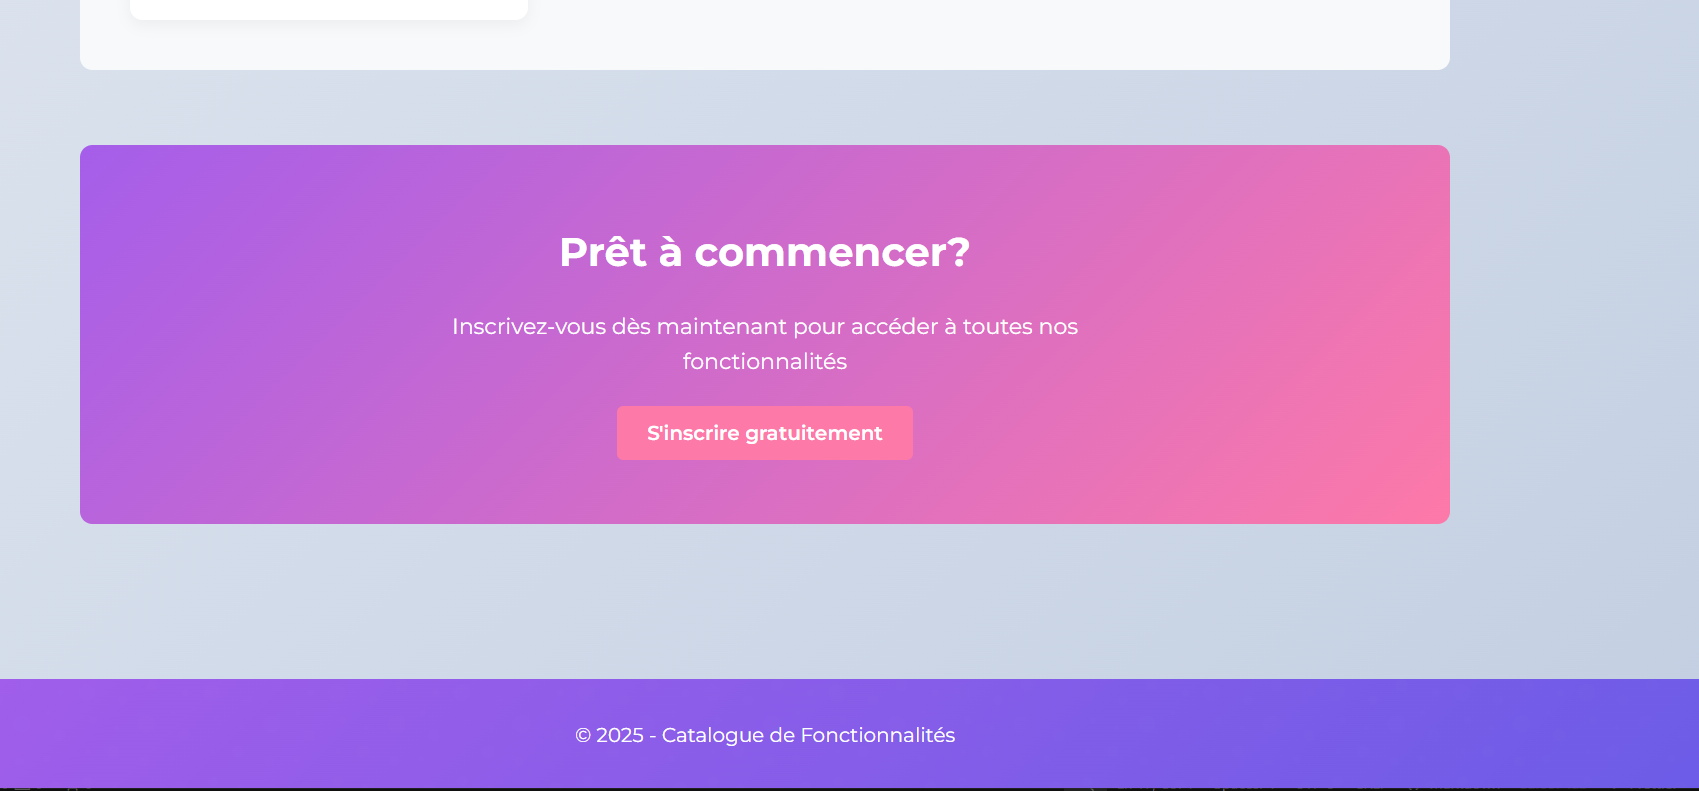 Prêt à commencer?
Inscrivez-vous dès maintenant pour accéder à toutes nos
fonctionnalités
S'inscrire gratuitement
© 2025 - Catalogue de Fonctionnalités